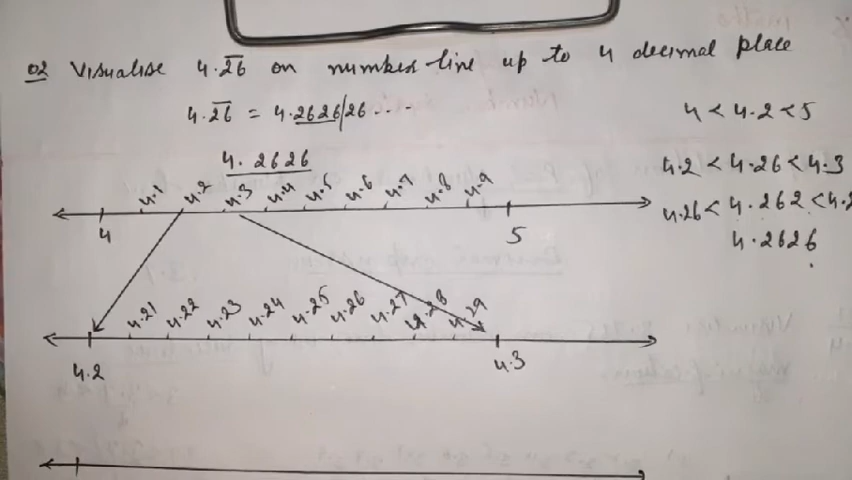 Q2 Visualise 4.2̅6̅ on number line up to 4 decimal place
4.2̅6̅ = 4.2626/26 ....
4 < 4.2 < 5
4.2626
4.2 < 4.26 < 4.3
4.1 4.2 4.3 4.4 4.5 4.6 4.7 4.8 4.9
4.26 < 4.262 < 4.2
4 5
4.2626
4.21 4.22 4.23 4.24 4.25 4.26 4.27 4.28 4.29
4.2 4.3